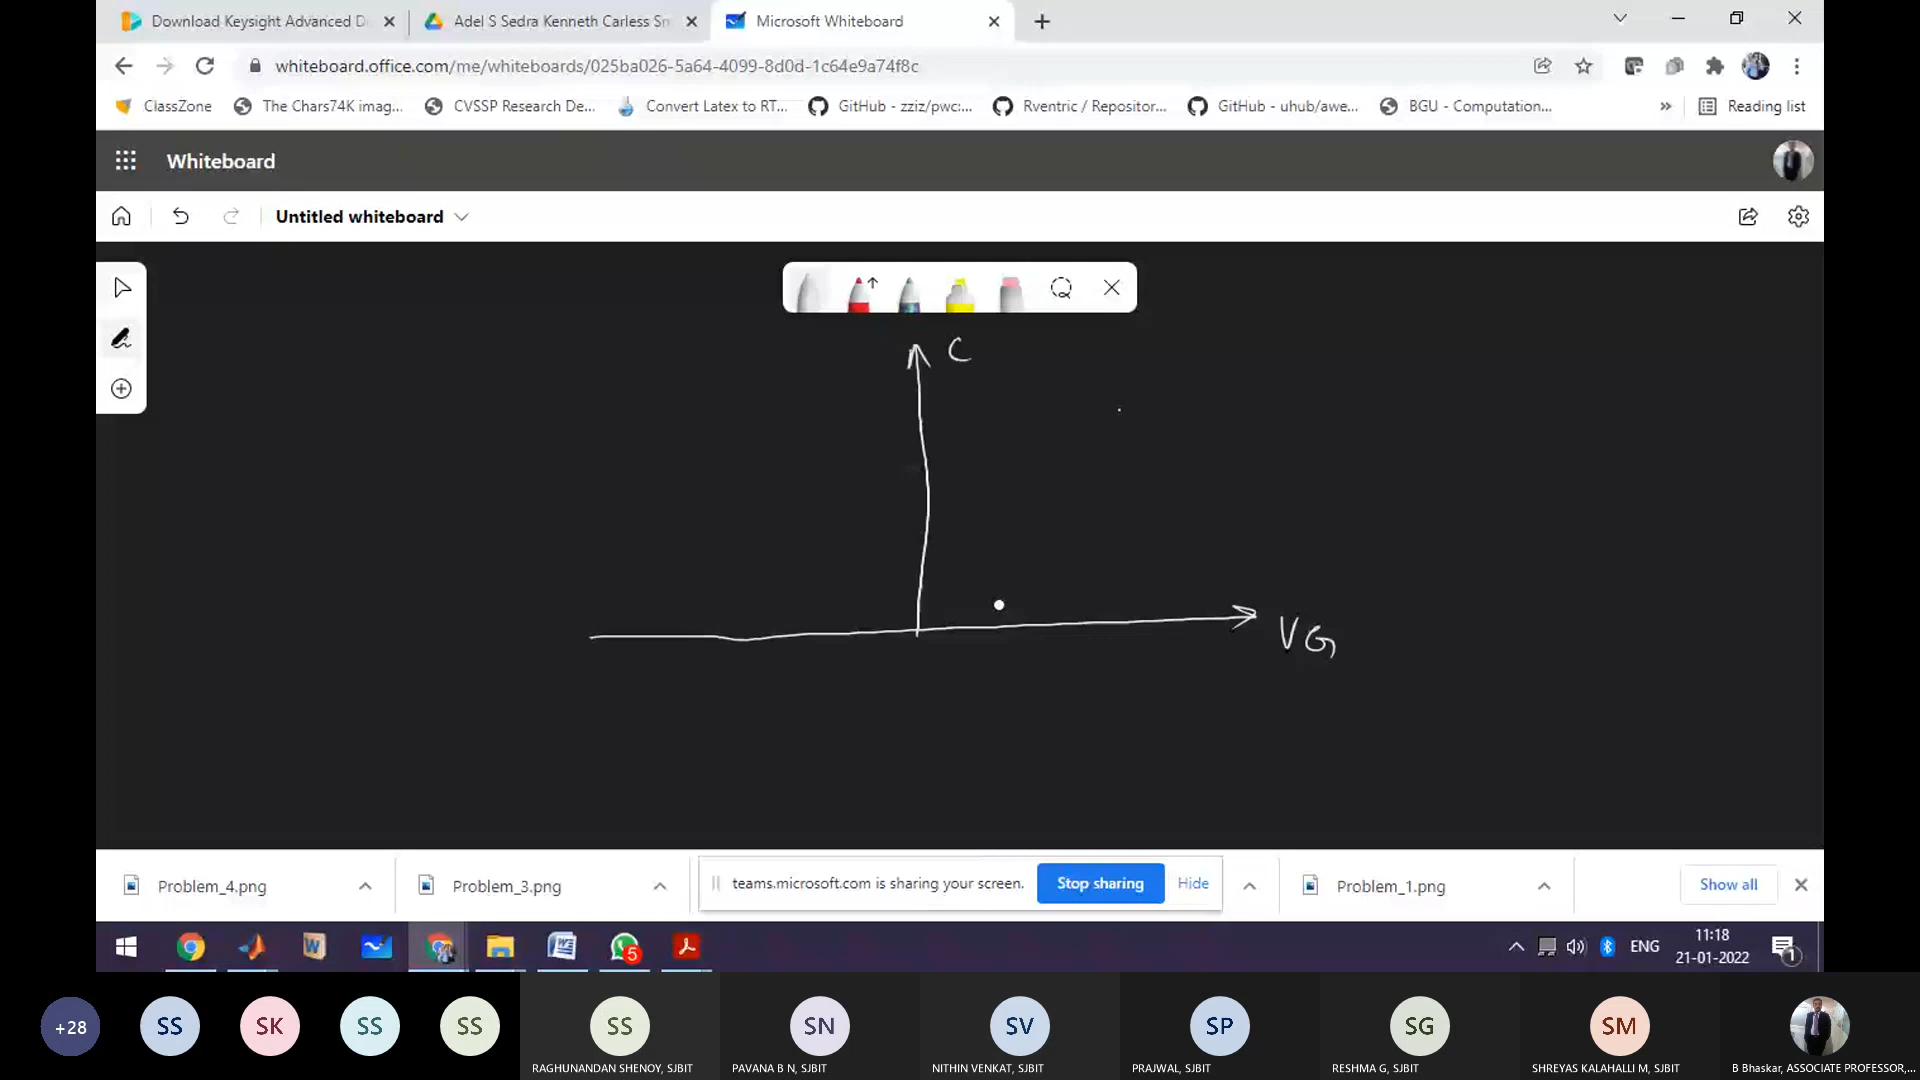 Download Keysight Advanced D
Adel S Sedra Kenneth Carless Sm
Microsoft Whiteboard
whiteboard.office.com/me/whiteboards/025ba026-5a64-4099-8d0d-1c64e9a74f8c
ClassZone
The Chars74K imag...
CVSSP Research De...
Convert Latex to RT...
GitHub - zziz/pwc:...
Rventric / Repositor...
GitHub - uhub/awe...
BGU - Computation...
»
Reading list
Whiteboard
Untitled whiteboard
C
VG
Problem_4.png
Problem_3.png
teams.microsoft.com is sharing your screen.
Stop sharing
Hide
Problem_1.png
Show all
5
ENG
11:18
21-01-2022
1
+28
SS
SK
SS
SS
SS
SN
SV
SP
SG
SM
RAGHUNANDAN SHENOY, SJBIT
PAVANA B N, SJBIT
NITHIN VENKAT, SJBIT
PRAJWAL, SJBIT
RESHMA G, SJBIT
SHREYAS KALAHALLI M, SJBIT
B Bhaskar, ASSOCIATE PROFESSOR,...